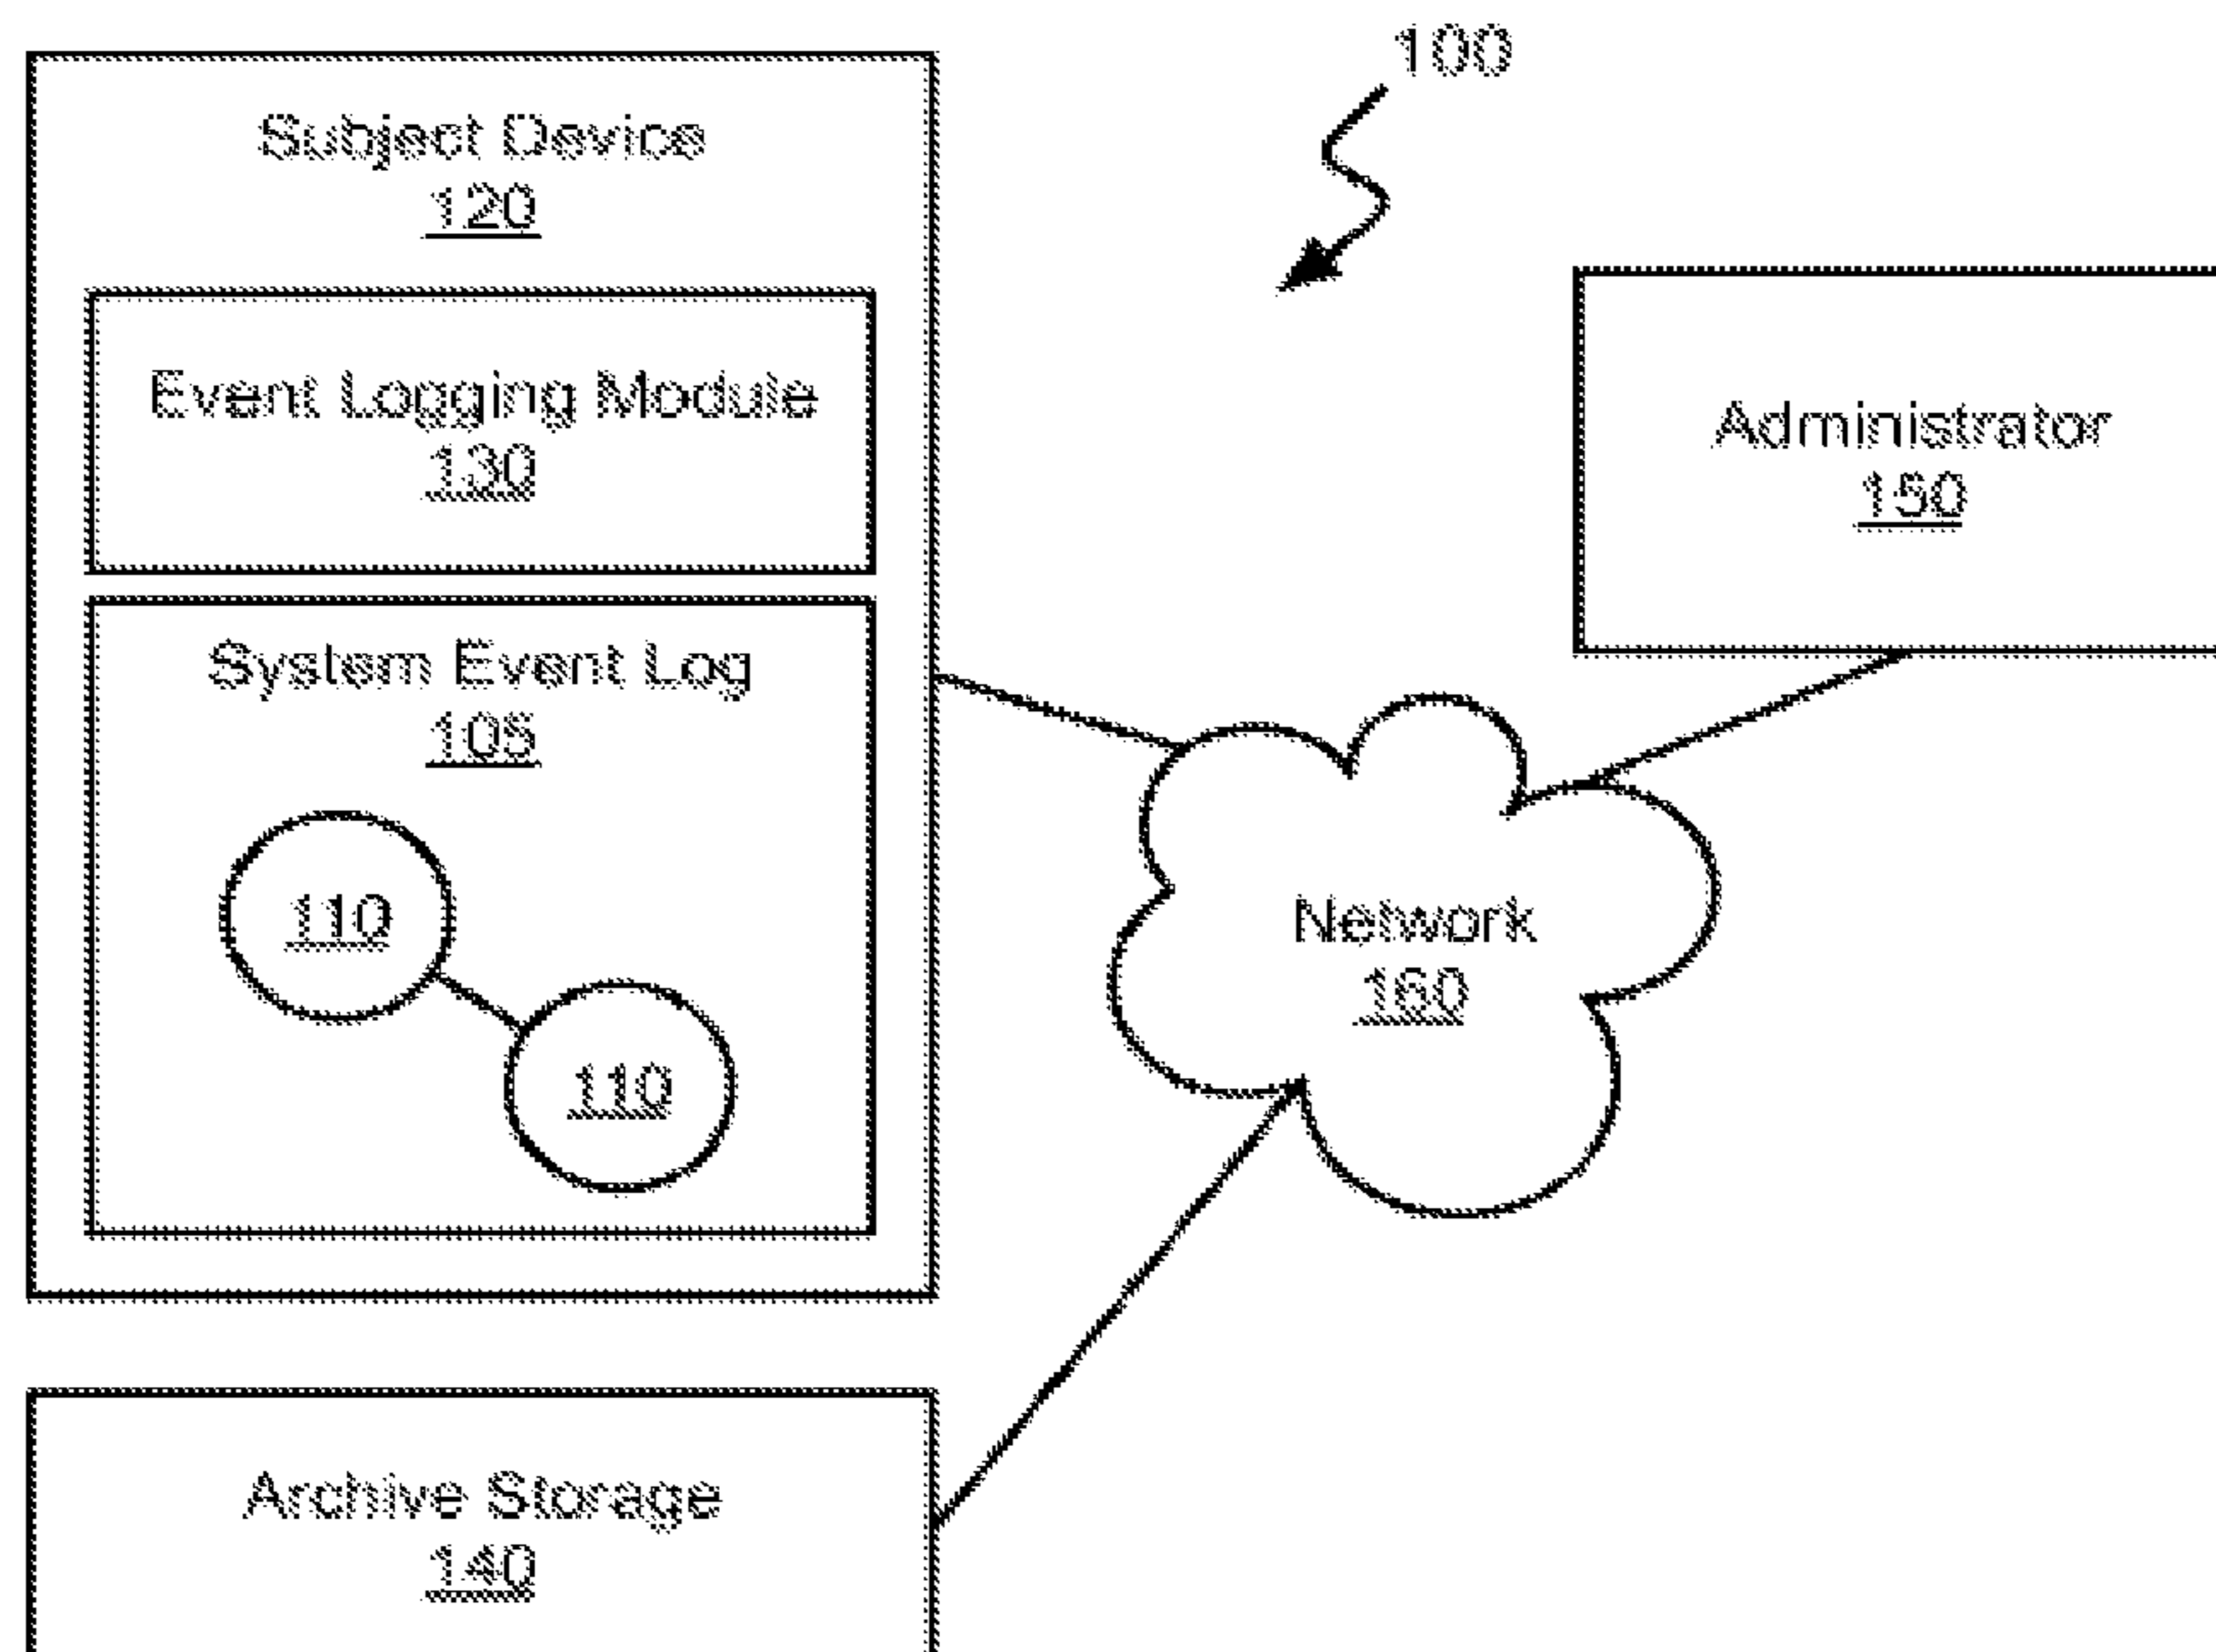 100
Subject Device
120
Event Logging Module
130
Administrator
150
System Event Log
105
110
110
Network
160
Archive Storage
140